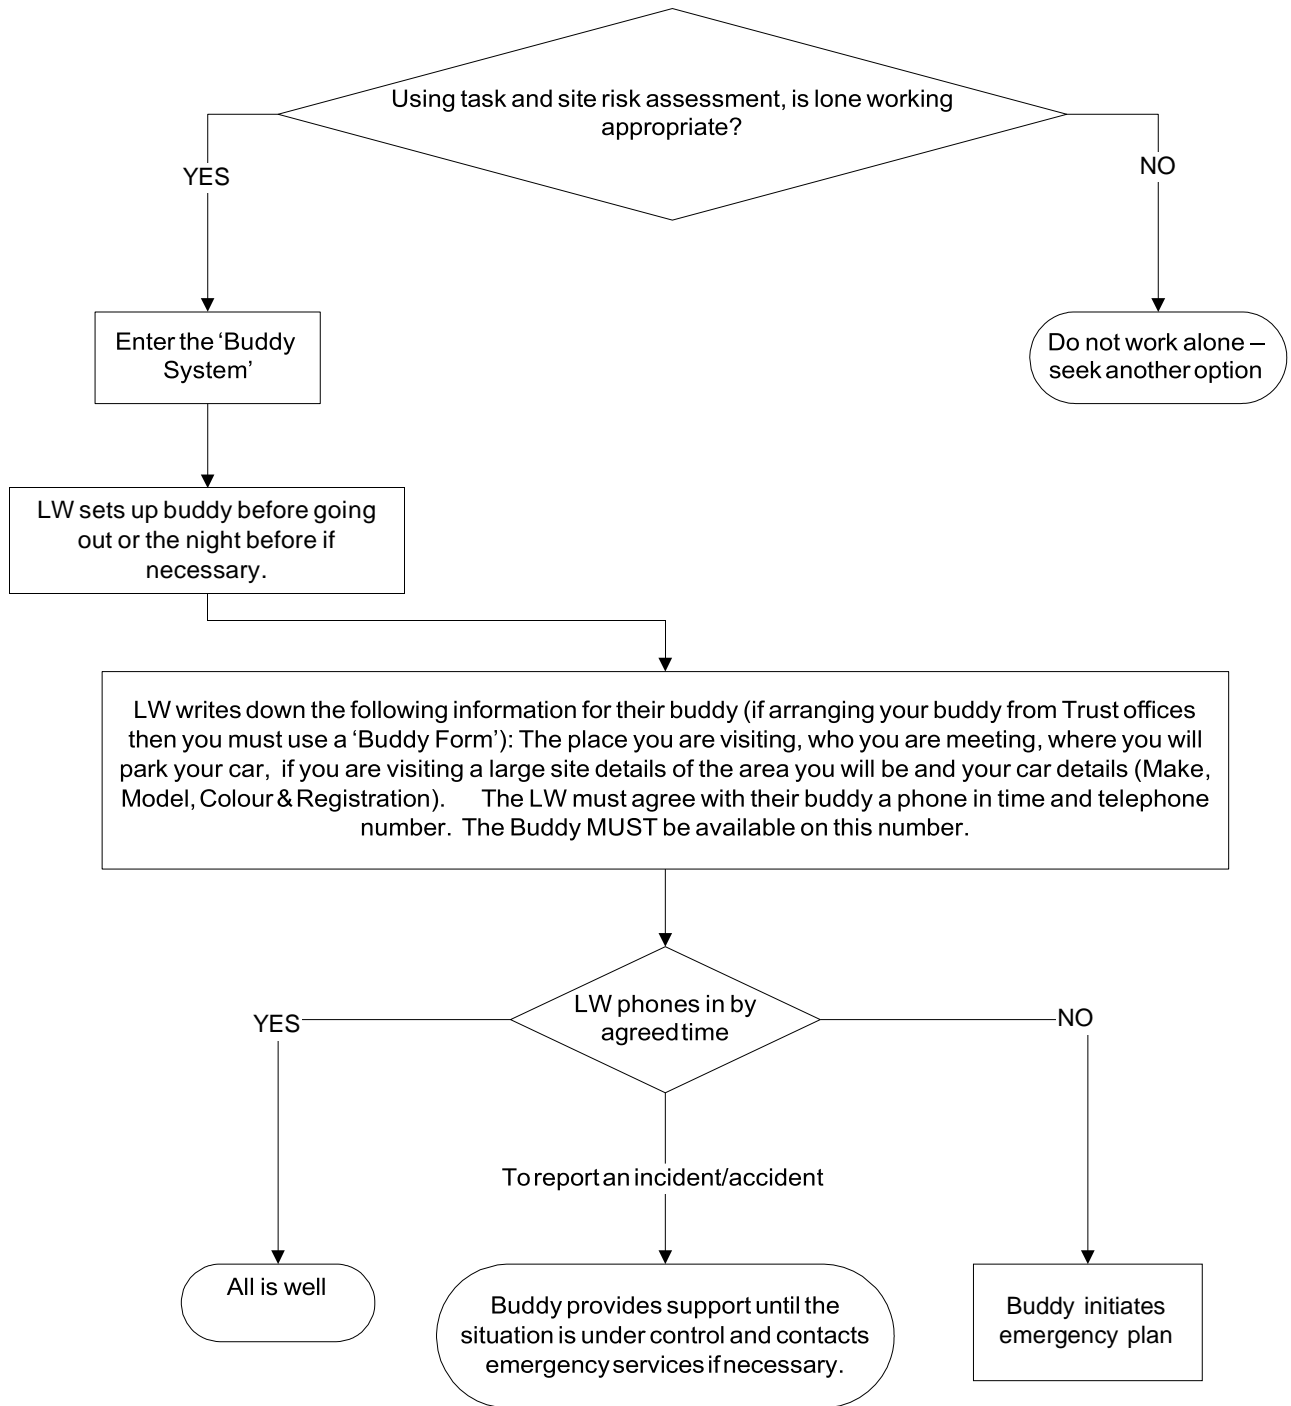 Using task and site risk assessment, is lone working
appropriate?
YES
NO
Enter the ‘Buddy
System’
Do not work alone –
seek another option
LW sets up buddy before going
out or the night before if
necessary.
LW writes down the following information for their buddy (if arranging your buddy from Trust offices
then you must use a ‘Buddy Form’): The place you are visiting, who you are meeting, where you will
park your car, if you are visiting a large site details of the area you will be and your car details (Make,
Model, Colour & Registration). The LW must agree with their buddy a phone in time and telephone
number. The Buddy MUST be available on this number.
LW phones in by
agreed time
YES
NO
To report an incident/accident
All is well
Buddy provides support until the
situation is under control and contacts
emergency services if necessary.
Buddy initiates
emergency plan